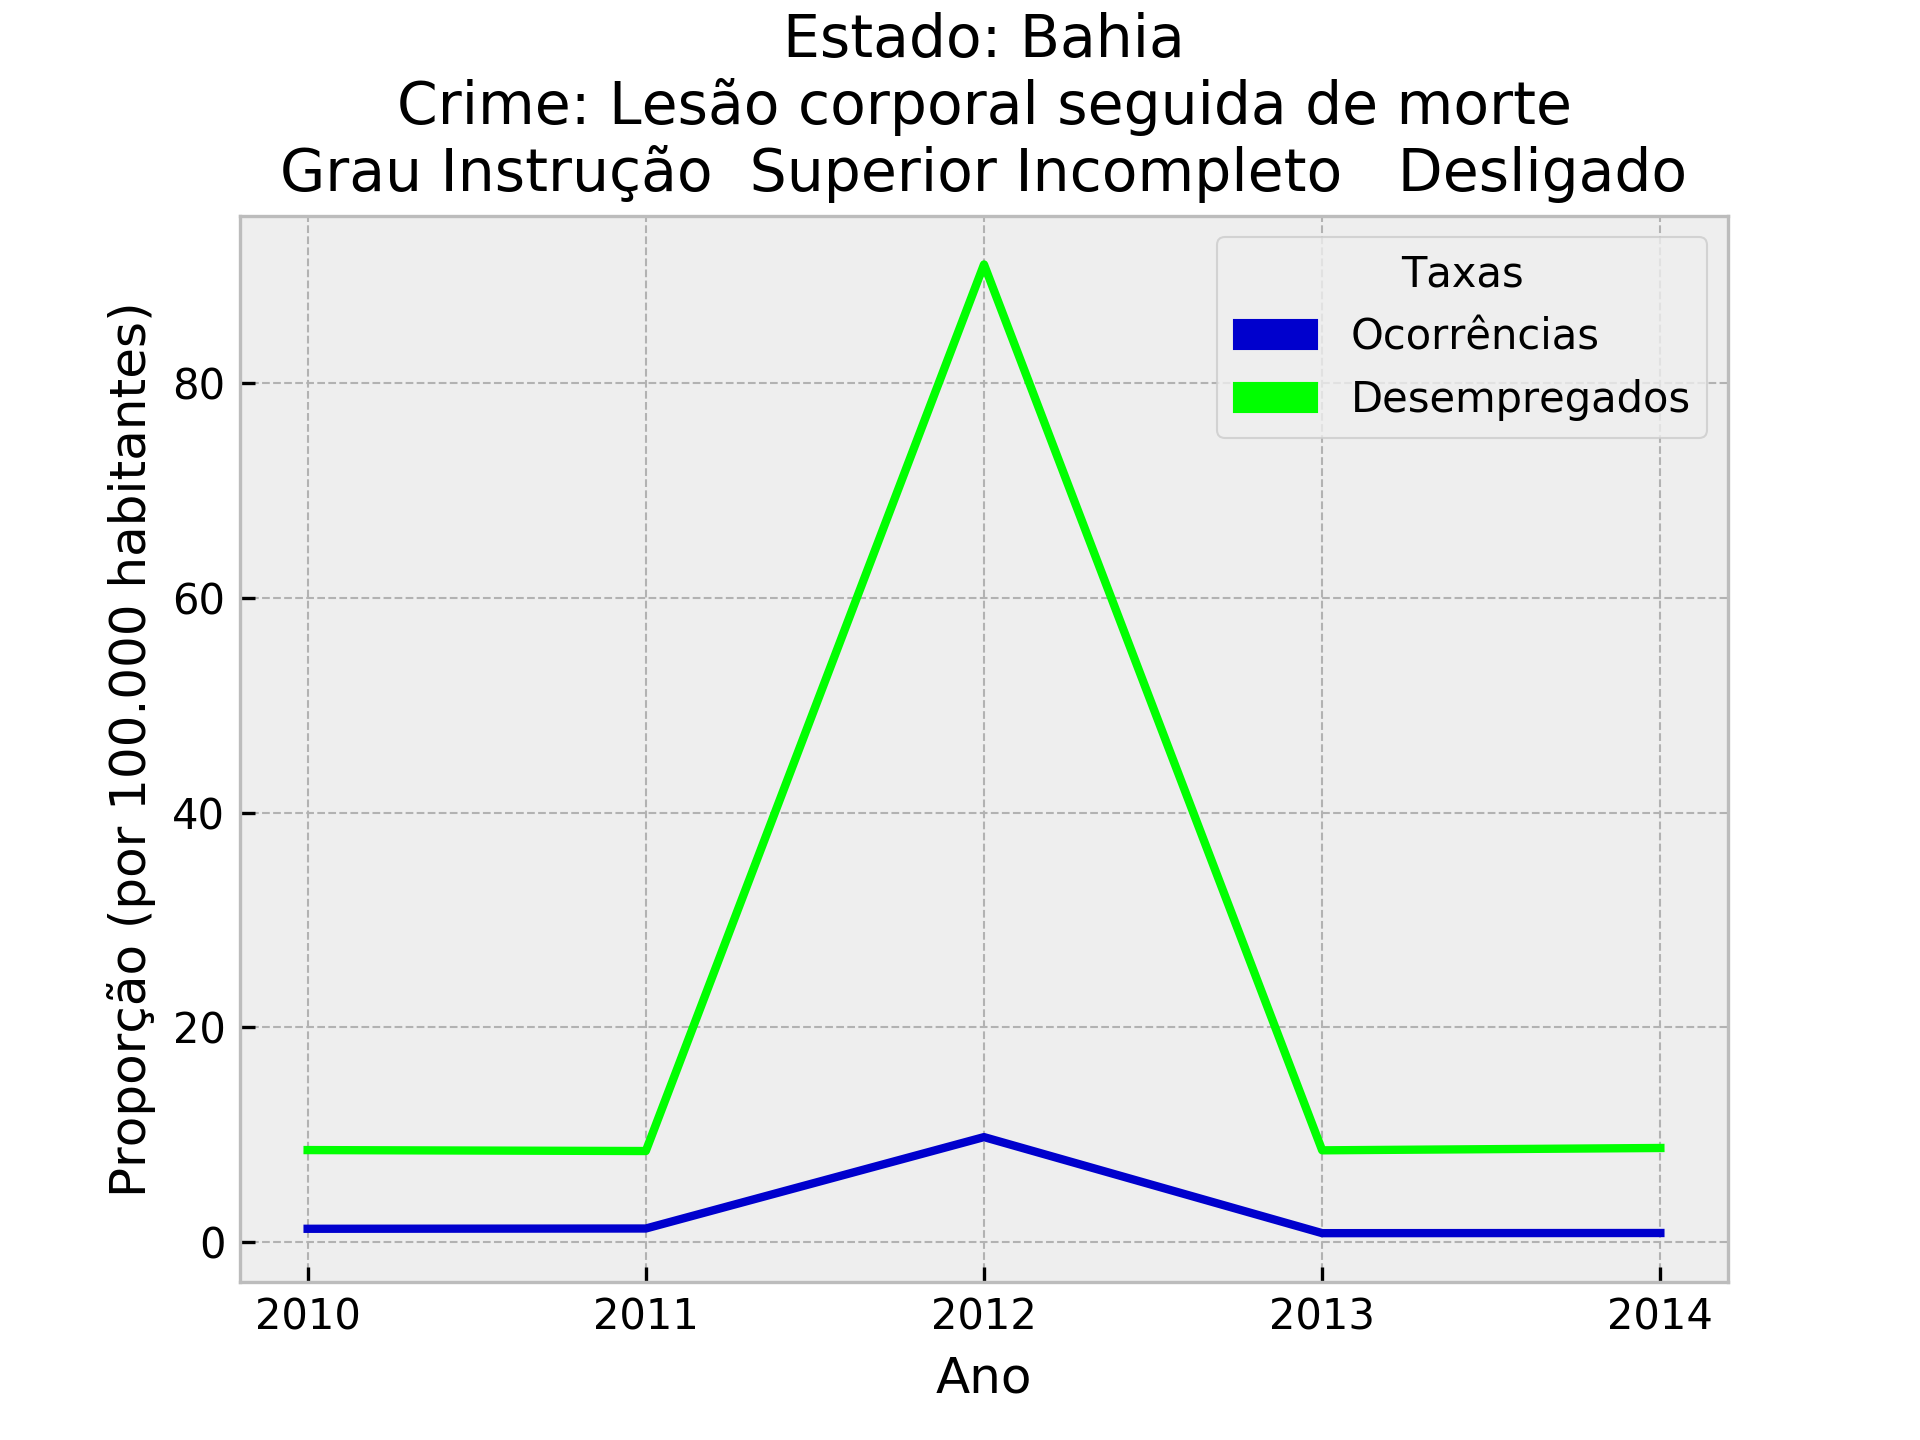 Estado: Bahia
Crime: Lesão corporal seguida de morte
Grau Instrução  Superior Incompleto   Desligado
Proporção (por 100.000 habitantes)
80
60
40
20
0
Taxas
Ocorrências
Desempregados
2010
2011
2012
2013
2014
Ano